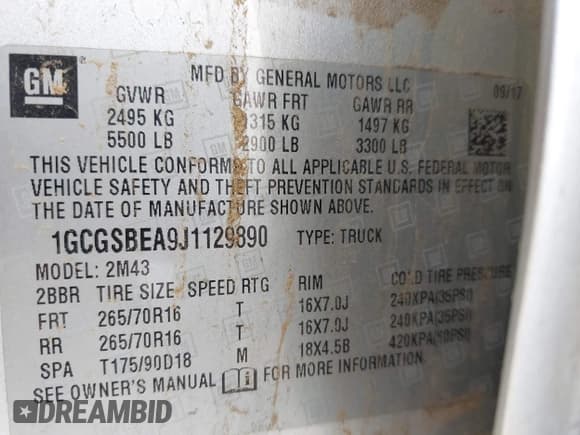 GM
MFD BY GENERAL MOTORS LLC
09/17
GVWR GAWR FRT GAWR RR
2495 KG 1315 KG 1497 KG
5500 LB 2900 LB 3300 LB
THIS VEHICLE CONFORMS TO ALL APPLICABLE U.S. FEDERAL MOTOR
VEHICLE SAFETY AND THEFT PREVENTION STANDARDS IN EFFECT ON
THE DATE OF MANUFACTURE SHOWN ABOVE.
1GCGSBEA9J1129890 TYPE: TRUCK
MODEL: 2M43
2BBR TIRE SIZE SPEED RTG RIM COLD TIRE PRESSURE
FRT 265/70R16 T 16X7.0J 240KPA(35PSI)
RR 265/70R16 T 16X7.0J 240KPA(35PSI)
SPA T175/90D18 M 18X4.5B 420KPA(60PSI)
SEE OWNER'S MANUAL FOR MORE INFORMATION
DREAMBID